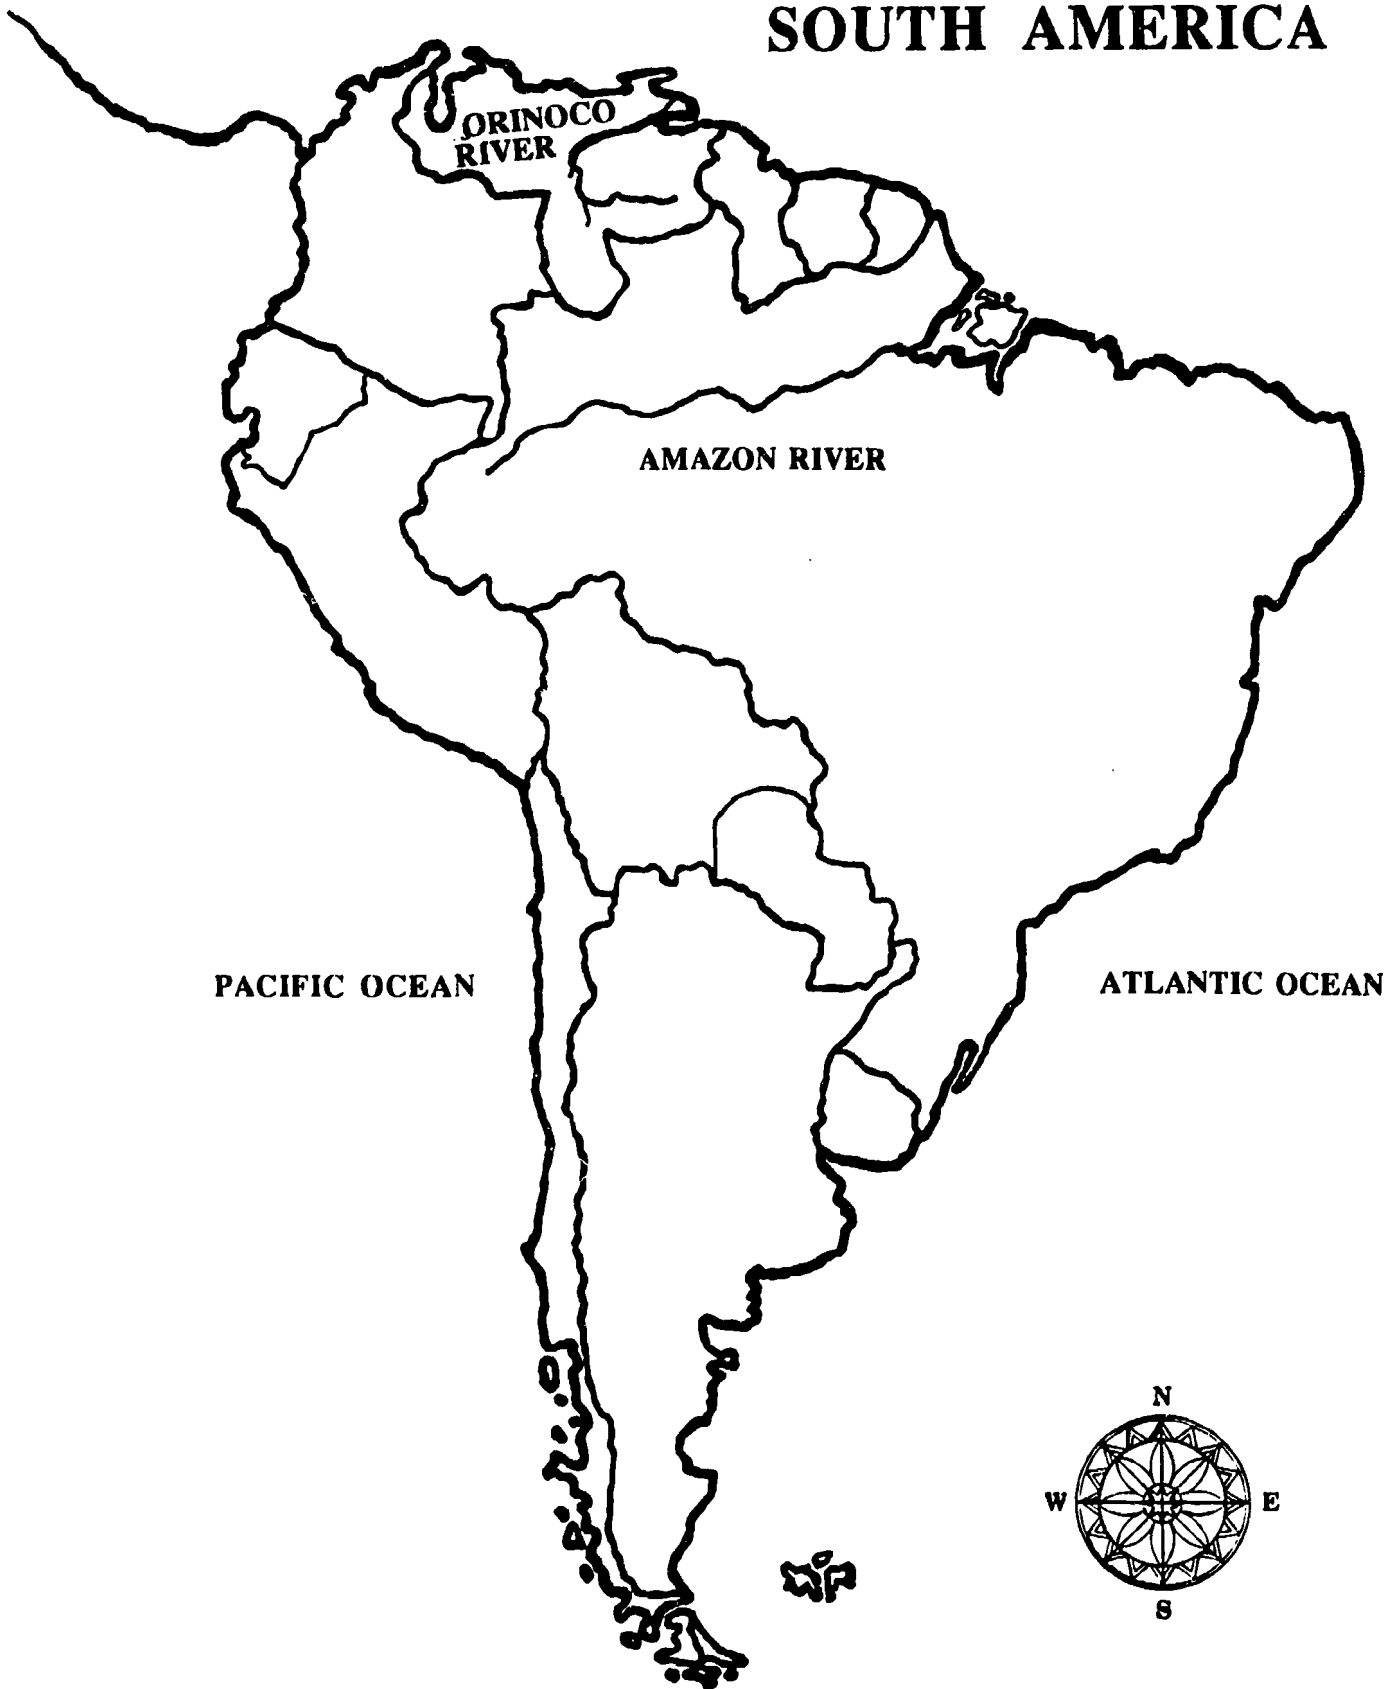 SOUTH AMERICA
ORINOCO
RIVER
AMAZON RIVER
PACIFIC OCEAN
ATLANTIC OCEAN
N
W E
S